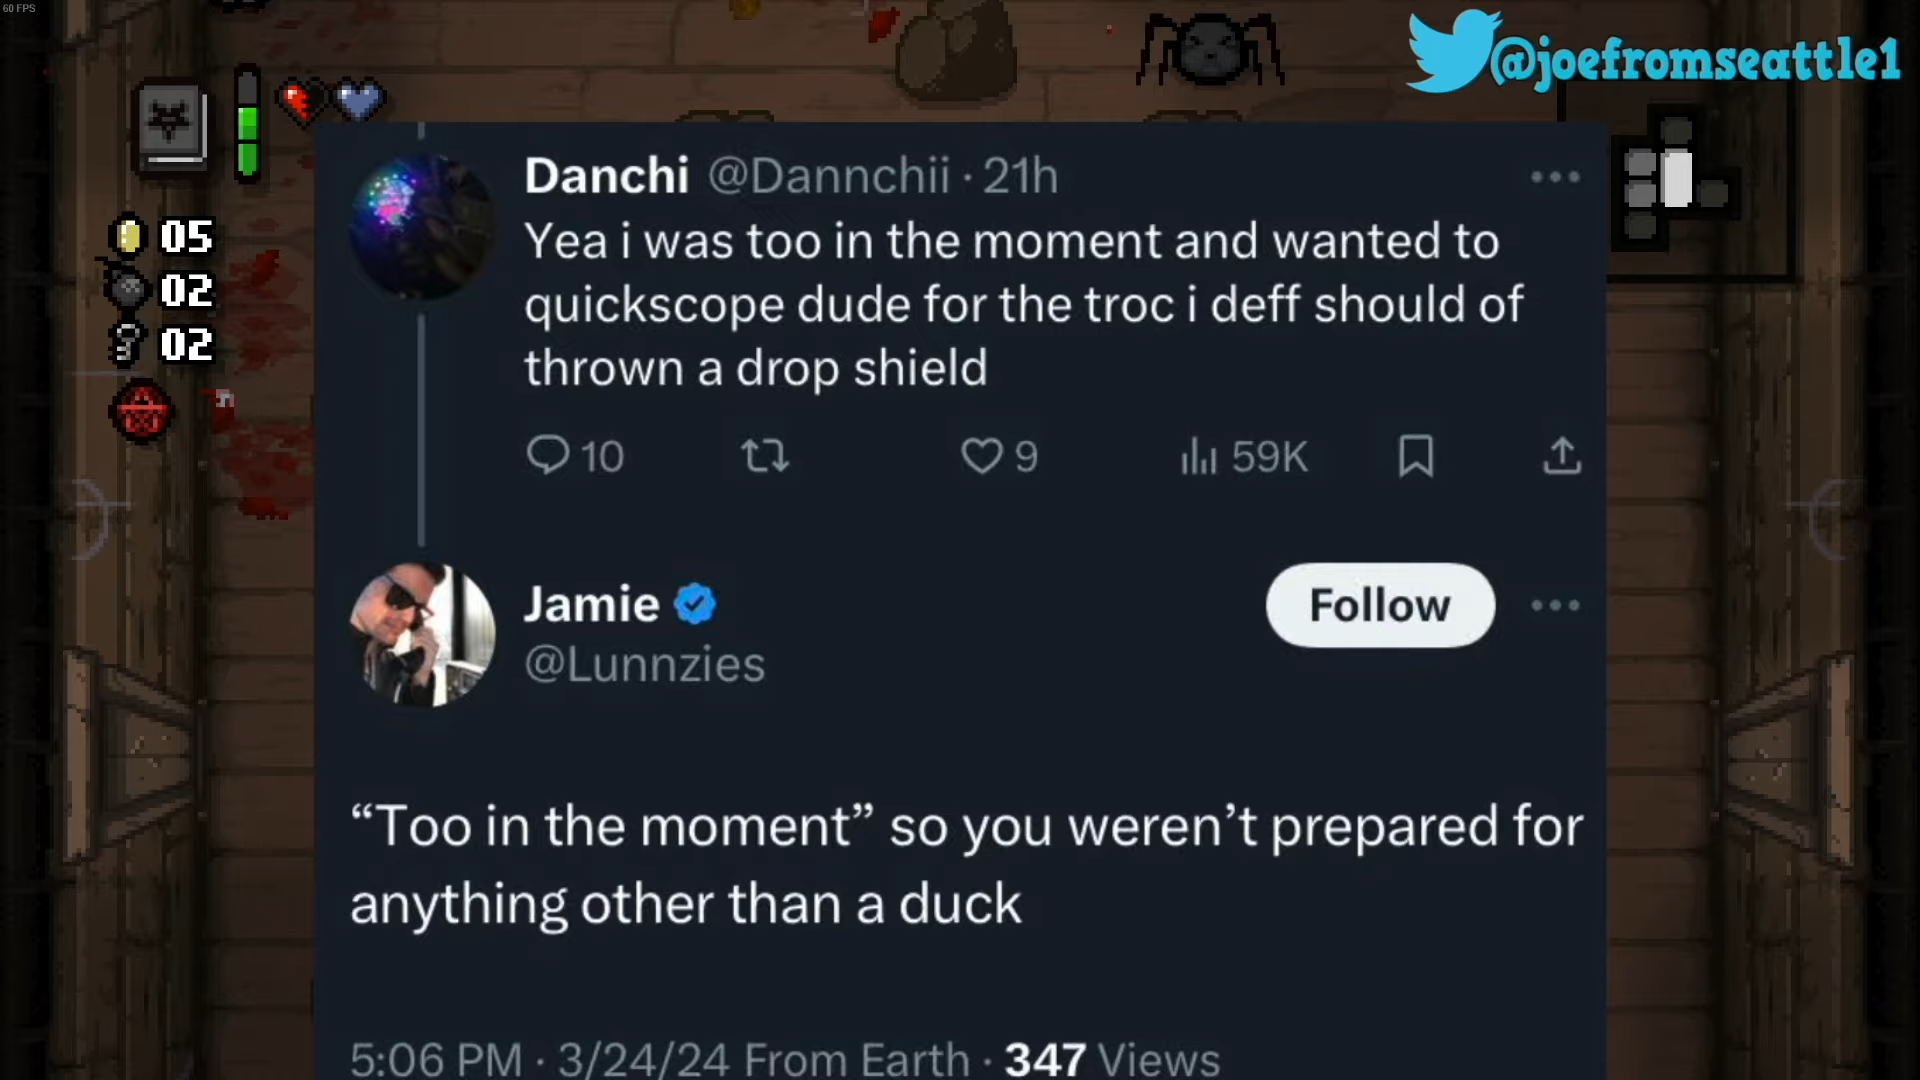 60 FPS
@joefromseattle1
05
02
02
Danchi @Dannchii · 21h
Yea i was too in the moment and wanted to
quickscope dude for the troc i deff should of
thrown a drop shield
10 9 59K
Jamie
@Lunnzies
Follow
“Too in the moment” so you weren’t prepared for
anything other than a duck
5:06 PM · 3/24/24 From Earth · 347 Views